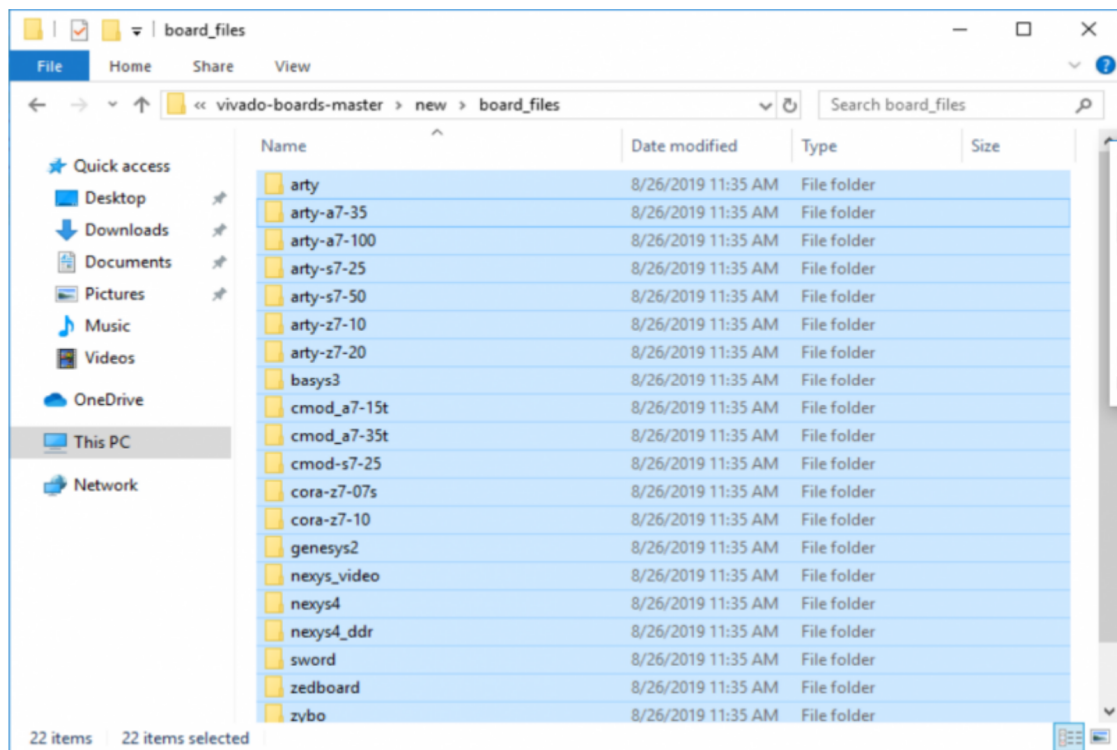 board_files
File Home Share View
« vivado-boards-master > new > board_files Search board_files
Name Date modified Type Size
Quick access
Desktop
Downloads
Documents
Pictures
Music
Videos
OneDrive
This PC
Network
arty 8/26/2019 11:35 AM File folder
arty-a7-35 8/26/2019 11:35 AM File folder
arty-a7-100 8/26/2019 11:35 AM File folder
arty-s7-25 8/26/2019 11:35 AM File folder
arty-s7-50 8/26/2019 11:35 AM File folder
arty-z7-10 8/26/2019 11:35 AM File folder
arty-z7-20 8/26/2019 11:35 AM File folder
basys3 8/26/2019 11:35 AM File folder
cmod_a7-15t 8/26/2019 11:35 AM File folder
cmod_a7-35t 8/26/2019 11:35 AM File folder
cmod-s7-25 8/26/2019 11:35 AM File folder
cora-z7-07s 8/26/2019 11:35 AM File folder
cora-z7-10 8/26/2019 11:35 AM File folder
genesys2 8/26/2019 11:35 AM File folder
nexys_video 8/26/2019 11:35 AM File folder
nexys4 8/26/2019 11:35 AM File folder
nexys4_ddr 8/26/2019 11:35 AM File folder
sword 8/26/2019 11:35 AM File folder
zedboard 8/26/2019 11:35 AM File folder
zybo 8/26/2019 11:35 AM File folder
22 items 22 items selected